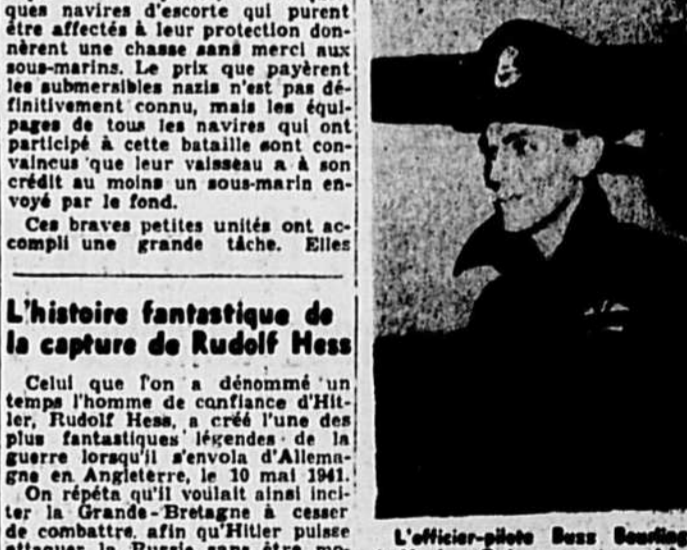 ques navires d'escorte qui purent
être affectés à leur protection don-
nèrent une chasse sans merci aux
sous-marins. Le prix que payèrent
les submersibles nazis n'est pas dé-
finitivement connu, mais les équi-
pages de tous les navires qui ont
participé à cette bataille sont con-
vaincus que leur vaisseau a à son
crédit au moins un sous-marin en-
voyé par le fond.
Ces braves petites unités ont ac-
compli une grande tâche. Elles
L'histoire fantastique de
la capture de Rudolf Hess
Celui que l'on a dénommé un
temps l'homme de confiance d'Hit-
ler, Rudolf Hess, a créé l'une des
plus fantastiques légendes de la
guerre lorsqu'il s'envola d'Allema-
gne en Angleterre, le 10 mai 1941.
On répéta qu'il voulait ainsi inci-
ter la Grande-Bretagne à cesser
de combattre, afin qu'Hitler puisse
attaquer la Russie sans être mo-
L'officier-pilote Buzz Beurling